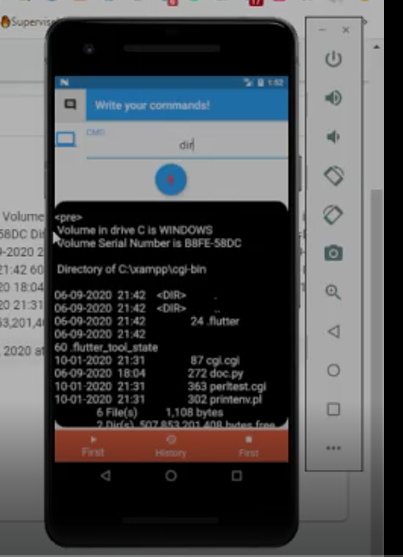 Supervis
1:52
Write your commands!
CMD
dir
<pre>
Volume in drive C is WINDOWS
Volume Serial Number is B8FE-58DC
Directory of C:\xampp\cgi-bin
06-09-2020 21:42 <DIR> .
06-09-2020 21:42 <DIR> ..
06-09-2020 21:42 24 .flutter
06-09-2020 21:42
60 .flutter_tool_state
10-01-2020 21:31 87 cgi.cgi
06-09-2020 18:04 272 doc.py
10-01-2020 21:31 363 perltest.cgi
10-01-2020 21:31 302 printenv.pl
6 File(s) 1,108 bytes
2 Dir(s) 507,853,201,408 bytes free
First
History
First
Volume
58DC Di
-2020 2
21:42 60
20 18:04
20 21:31
53,201,4
2020 at